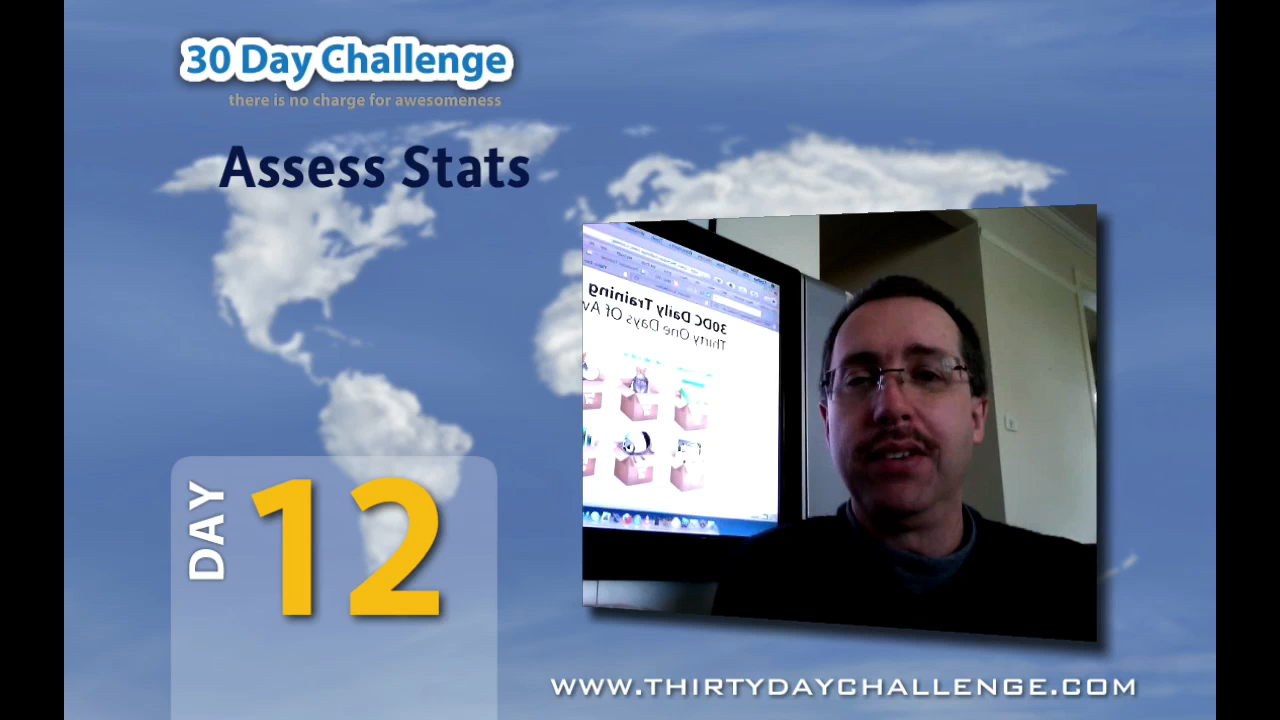 30 Day Challenge
there is no charge for awesomeness
Assess Stats
30DC Daily Training
Thirty One Days Of
DAY
12
WWW.THIRTYDAYCHALLENGE.COM